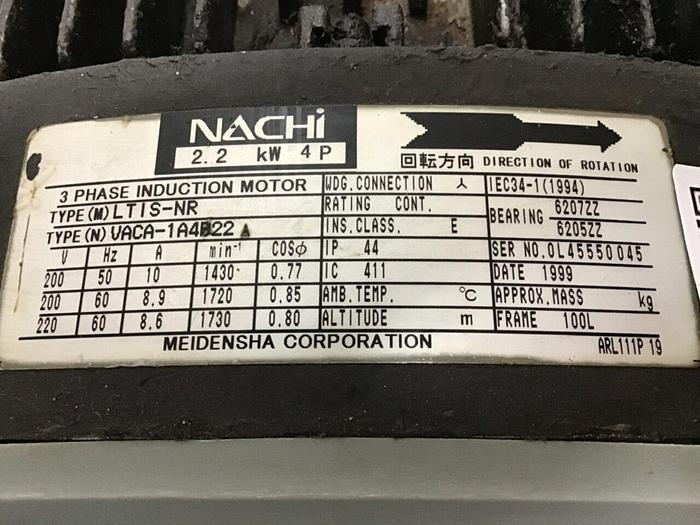 NACHi
2.2 kW 4P
回転方向 DIRECTION OF ROTATION
3 PHASE INDUCTION MOTOR
TYPE(M) LTIS-NR
TYPE(N) VACA-1A4B22A
V Hz A min⁻¹ COSφ
200 50 10 1430 0.77
200 60 8.9 1720 0.85
220 60 8.6 1730 0.80
WDG.CONNECTION 人
RATING CONT.
INS.CLASS. E
IP 44
IC 411
AMB.TEMP. ℃
ALTITUDE m
IEC34-1(1994)
BEARING 6207ZZ
6205ZZ
SER NO.0L45550045
DATE 1999
APPROX.MASS kg
FRAME 100L
MEIDENSHA CORPORATION
ARL111P 19